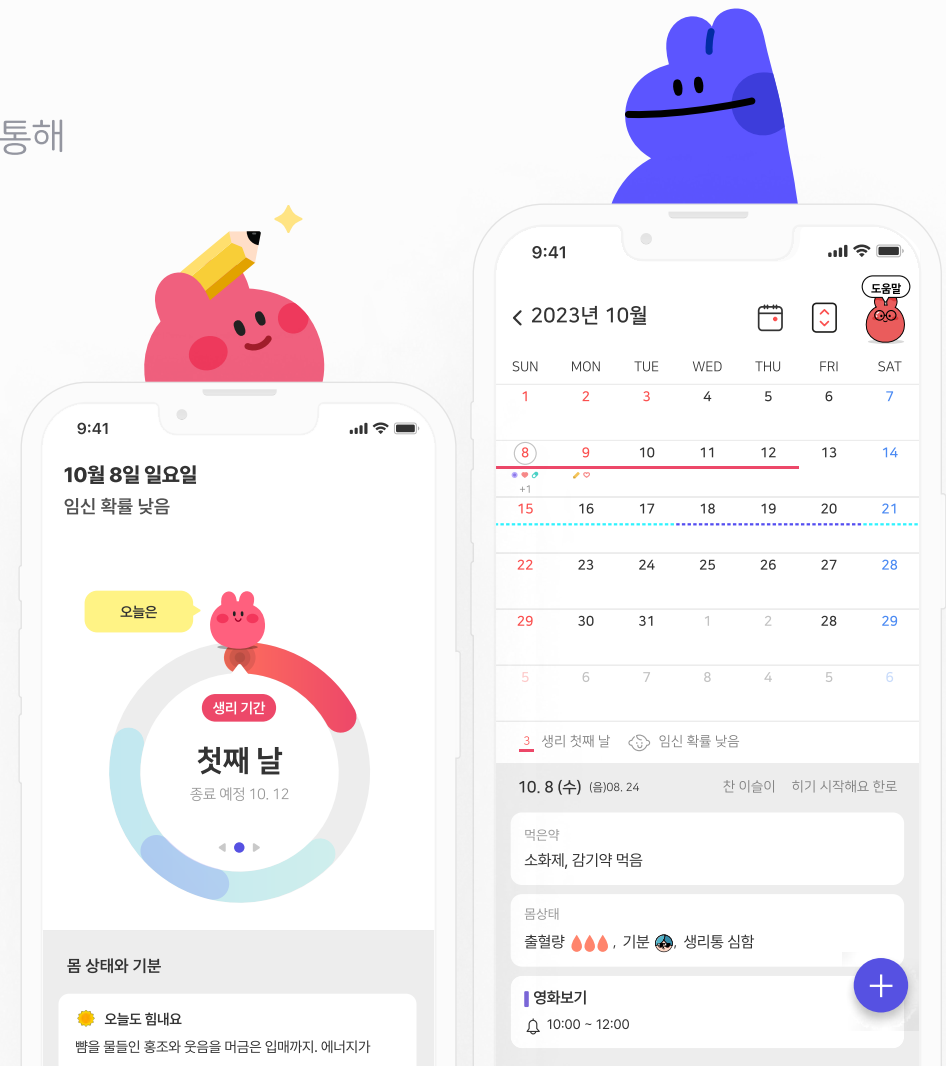 통해
9:41
10월 8일 일요일
임신 확률 낮음
오늘은
생리 기간
첫째 날
종료 예정 10. 12
몸 상태와 기분
오늘도 힘내요
뺨을 물들인 홍조와 웃음을 머금은 입매까지. 에너지가
9:41
도움말
2023년 10월
SUN MON TUE WED THU FRI SAT
1 2 3 4 5 6 7
8 9 10 11 12 13 14
+1
15 16 17 18 19 20 21
22 23 24 25 26 27 28
29 30 31 1 2 28 29
5 6 7 8 4 5 6
3 생리 첫째 날 임신 확률 낮음
10. 8 (수) (음)08. 24 찬 이슬이 히기 시작해요 한로
먹은약
소화제, 감기약 먹음
몸상태
출혈량 , 기분 , 생리통 심함
영화보기
10:00 ~ 12:00